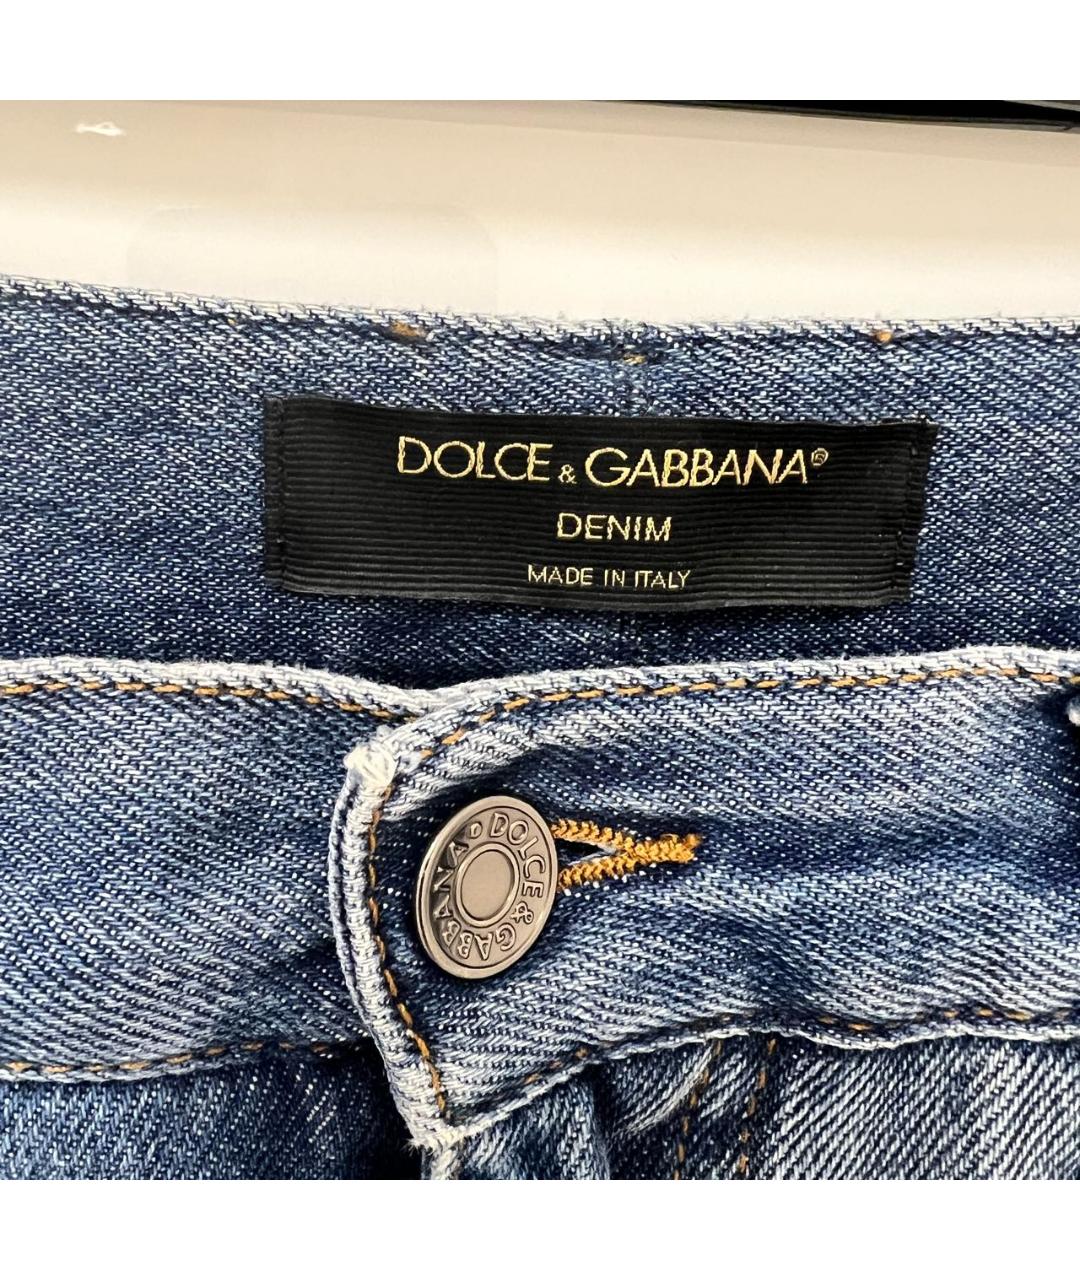 DOLCE & GABBANA®
DENIM
MADE IN ITALY
DOLCE & GABBANA